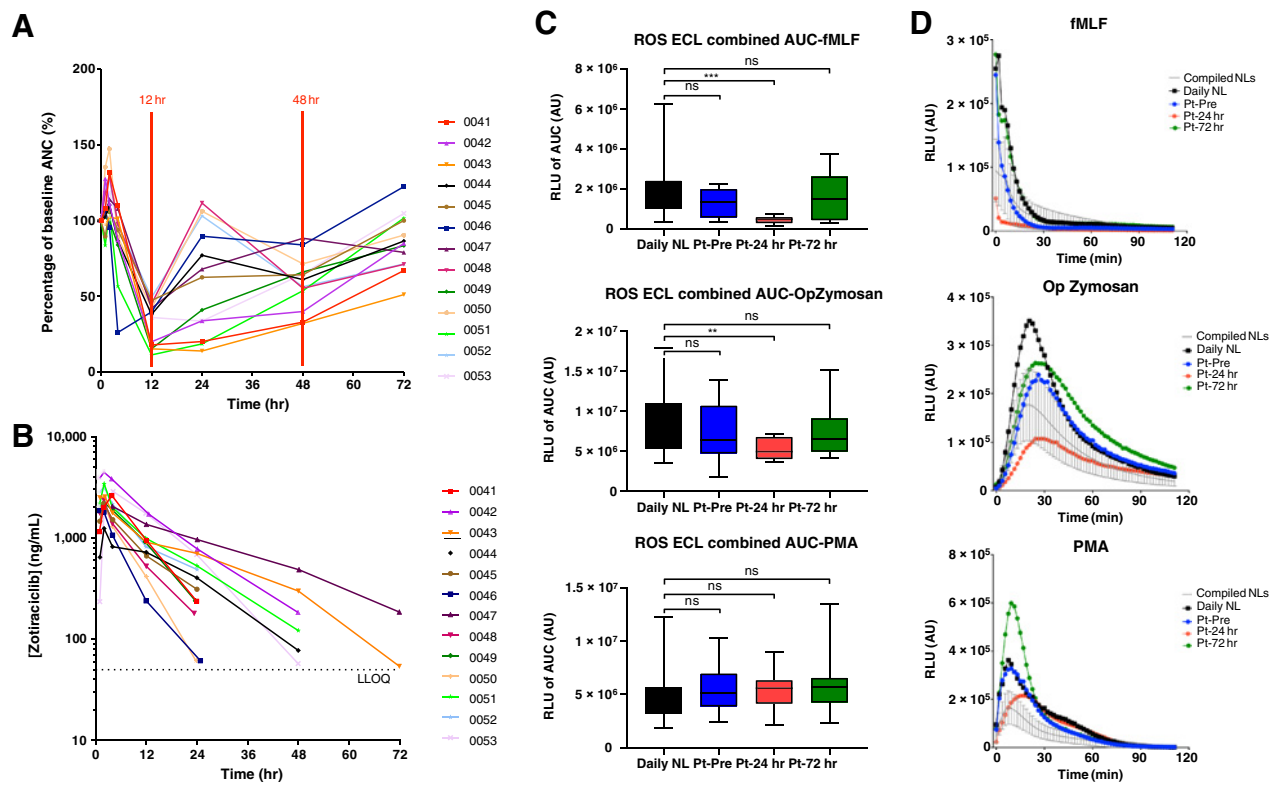 A
200
150
100
50
0
Percentage of baseline ANC (%)
12 hr
48 hr
0 12 24 36 48 60 72
Time (hr)
0041
0042
0043
0044
0045
0046
0047
0048
0049
0050
0051
0052
0053
B
10,000
1,000
100
10
[Zotiraciclib] (ng/mL)
LLOQ
0 12 24 36 48 60 72
Time (hr)
0041
0042
0043
0044
0045
0046
0047
0048
0049
0050
0051
0052
0053
C
ROS ECL combined AUC-fMLF
8 × 10⁶
6 × 10⁶
4 × 10⁶
2 × 10⁶
0
RLU of AUC (AU)
ns
***
ns
Daily NL Pt-Pre Pt-24 hr Pt-72 hr
ROS ECL combined AUC-OpZymosan
2 × 10⁷
1.5 × 10⁷
1 × 10⁷
5 × 10⁶
0
RLU of AUC (AU)
ns
**
ns
Daily NL Pt-Pre Pt-24 hr Pt-72 hr
ROS ECL combined AUC-PMA
1.5 × 10⁷
1 × 10⁷
5 × 10⁶
0
RLU of AUC (AU)
ns
ns
ns
Daily NL Pt-Pre Pt-24 hr Pt-72 hr
D
fMLF
3 × 10⁵
2 × 10⁵
1 × 10⁵
0
RLU (AU)
0 30 60 90 120
Time (min)
Compiled NLs
Daily NL
Pt-Pre
Pt-24 hr
Pt-72 hr
Op Zymosan
4 × 10⁵
3 × 10⁵
2 × 10⁵
1 × 10⁵
0
RLU (AU)
0 30 60 90 120
Time (min)
Compiled NLs
Daily NL
Pt-Pre
Pt-24 hr
Pt-72 hr
PMA
8 × 10⁵
6 × 10⁵
4 × 10⁵
2 × 10⁵
0
RLU (AU)
0 30 60 90 120
Time (min)
Compiled NLs
Daily NL
Pt-Pre
Pt-24 hr
Pt-72 hr